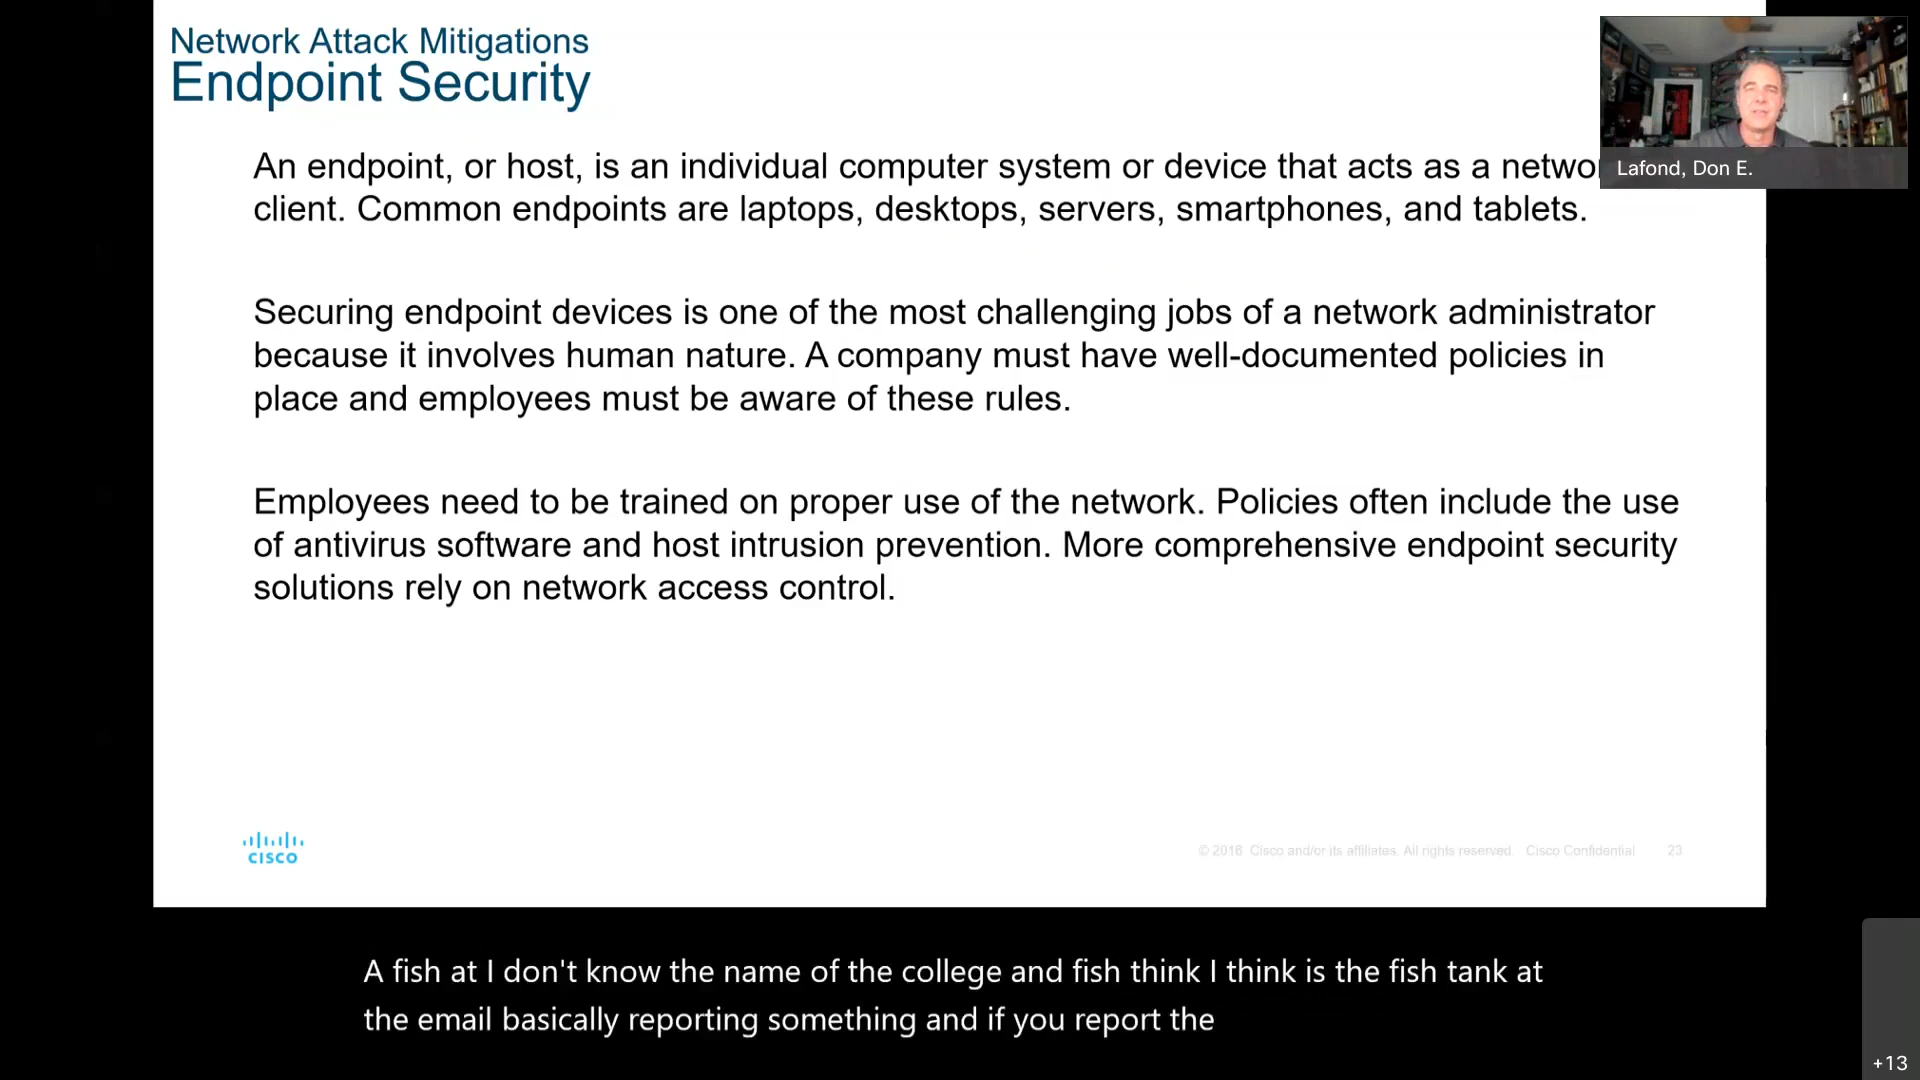 Network Attack Mitigations
Endpoint Security
An endpoint, or host, is an individual computer system or device that acts as a networ
client. Common endpoints are laptops, desktops, servers, smartphones, and tablets.
Securing endpoint devices is one of the most challenging jobs of a network administrator
because it involves human nature. A company must have well-documented policies in
place and employees must be aware of these rules.
Employees need to be trained on proper use of the network. Policies often include the use
of antivirus software and host intrusion prevention. More comprehensive endpoint security
solutions rely on network access control.
Lafond, Don E.
CISCO
© 2016 Cisco and/or its affiliates. All rights reserved. Cisco Confidential 23
A fish at I don't know the name of the college and fish think I think is the fish tank at
the email basically reporting something and if you report the
+13